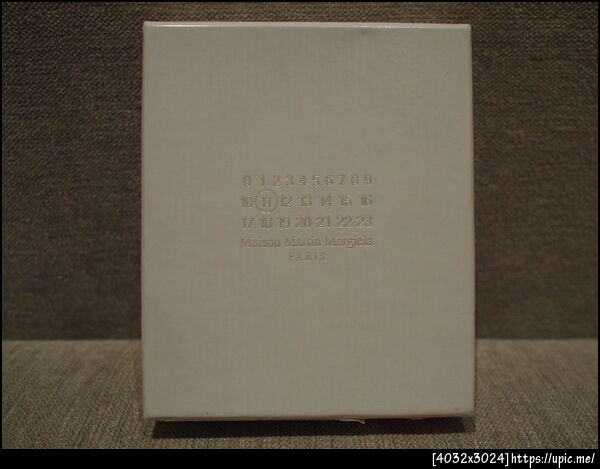 0 1 2 3 4 5 6 7 8 9
10 11 12 13 14 15 16
17 18 19 20 21 22 23
Maison Martin Margiela
PARIS
[4032x3024]https://upic.me/